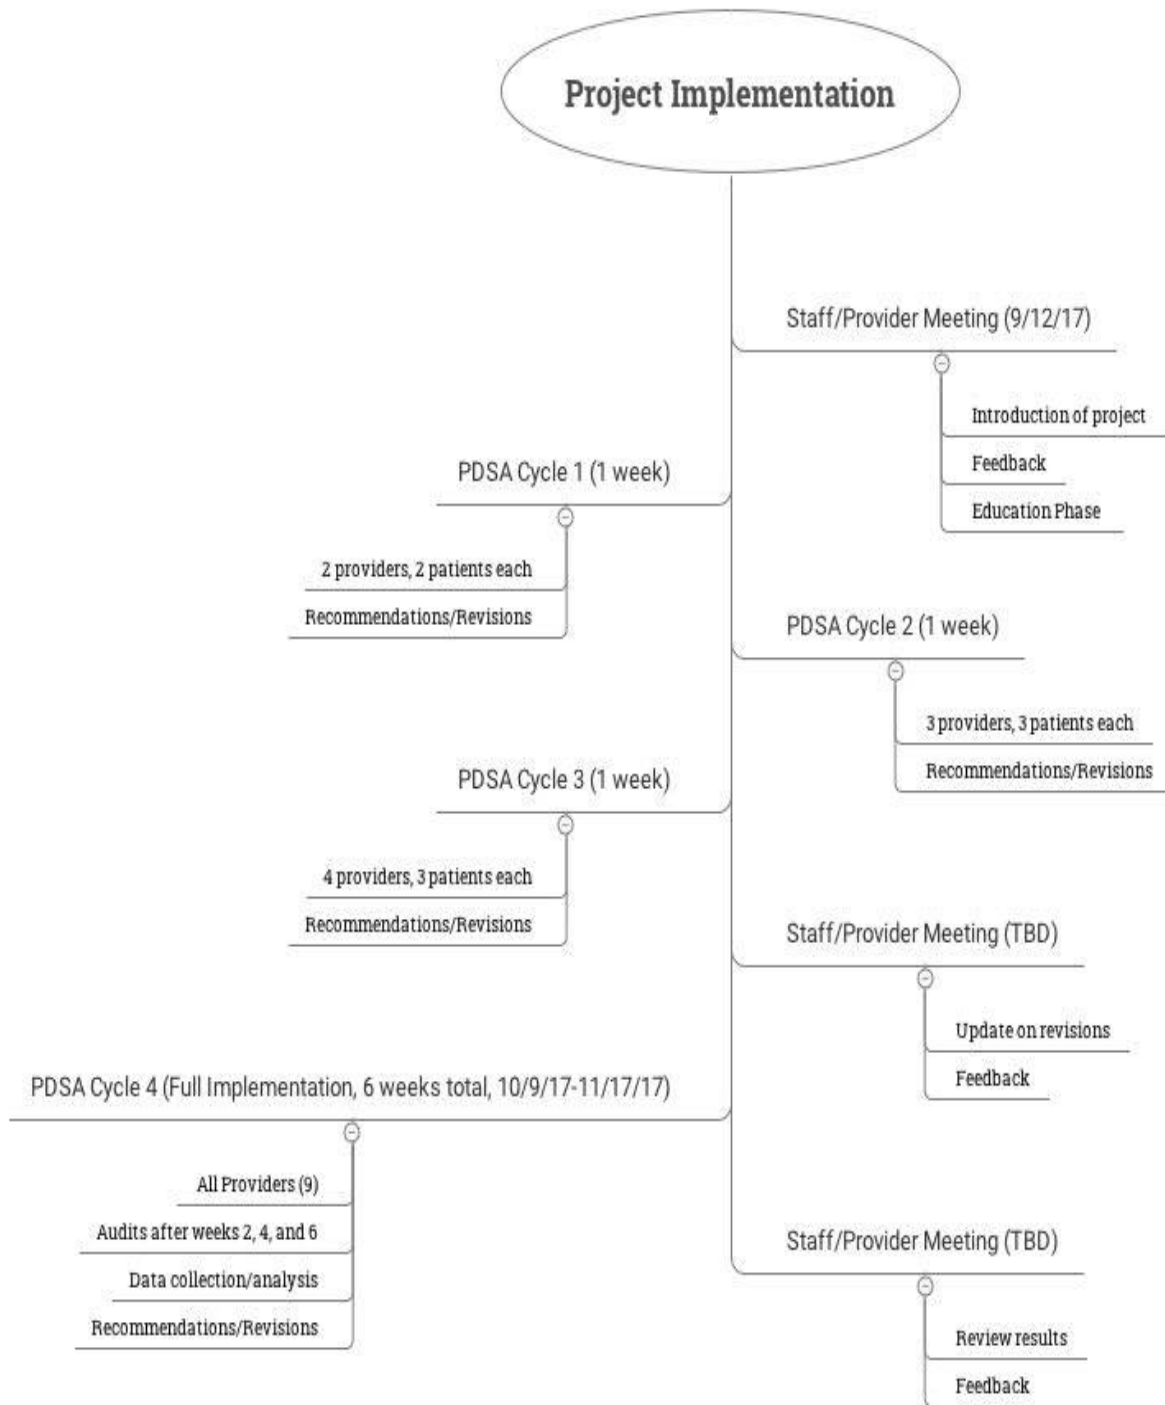 Project Implementation
Staff/Provider Meeting (9/12/17)
Introduction of project
Feedback
Education Phase
PDSA Cycle 1 (1 week)
2 providers, 2 patients each
Recommendations/Revisions
PDSA Cycle 2 (1 week)
3 providers, 3 patients each
Recommendations/Revisions
PDSA Cycle 3 (1 week)
4 providers, 3 patients each
Recommendations/Revisions
Staff/Provider Meeting (TBD)
Update on revisions
Feedback
PDSA Cycle 4 (Full Implementation, 6 weeks total, 10/9/17-11/17/17)
All Providers (9)
Audits after weeks 2, 4, and 6
Data collection/analysis
Recommendations/Revisions
Staff/Provider Meeting (TBD)
Review results
Feedback